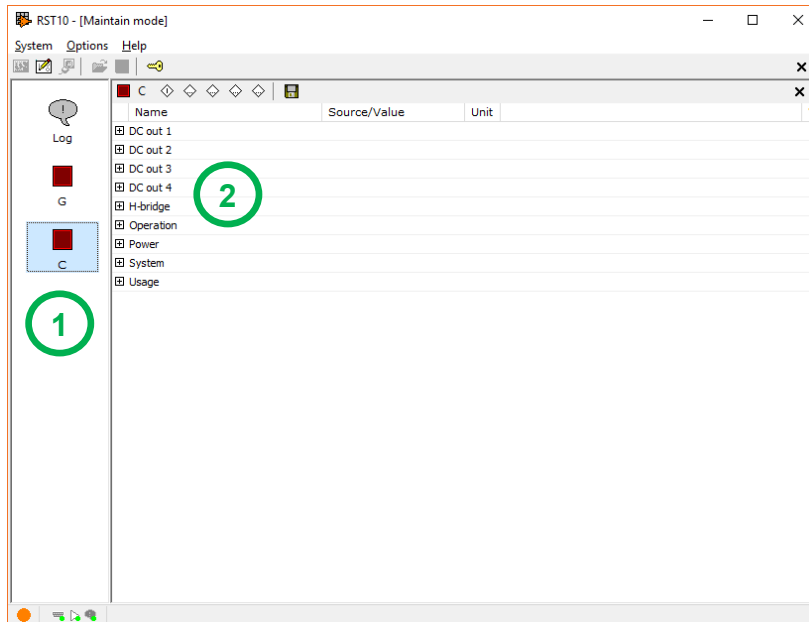 RST10 - [Maintain mode]
System Options Help
C
Name Source/Value Unit
Log
G
C
1
DC out 1
DC out 2
DC out 3
DC out 4
H-bridge
Operation
Power
System
Usage
2